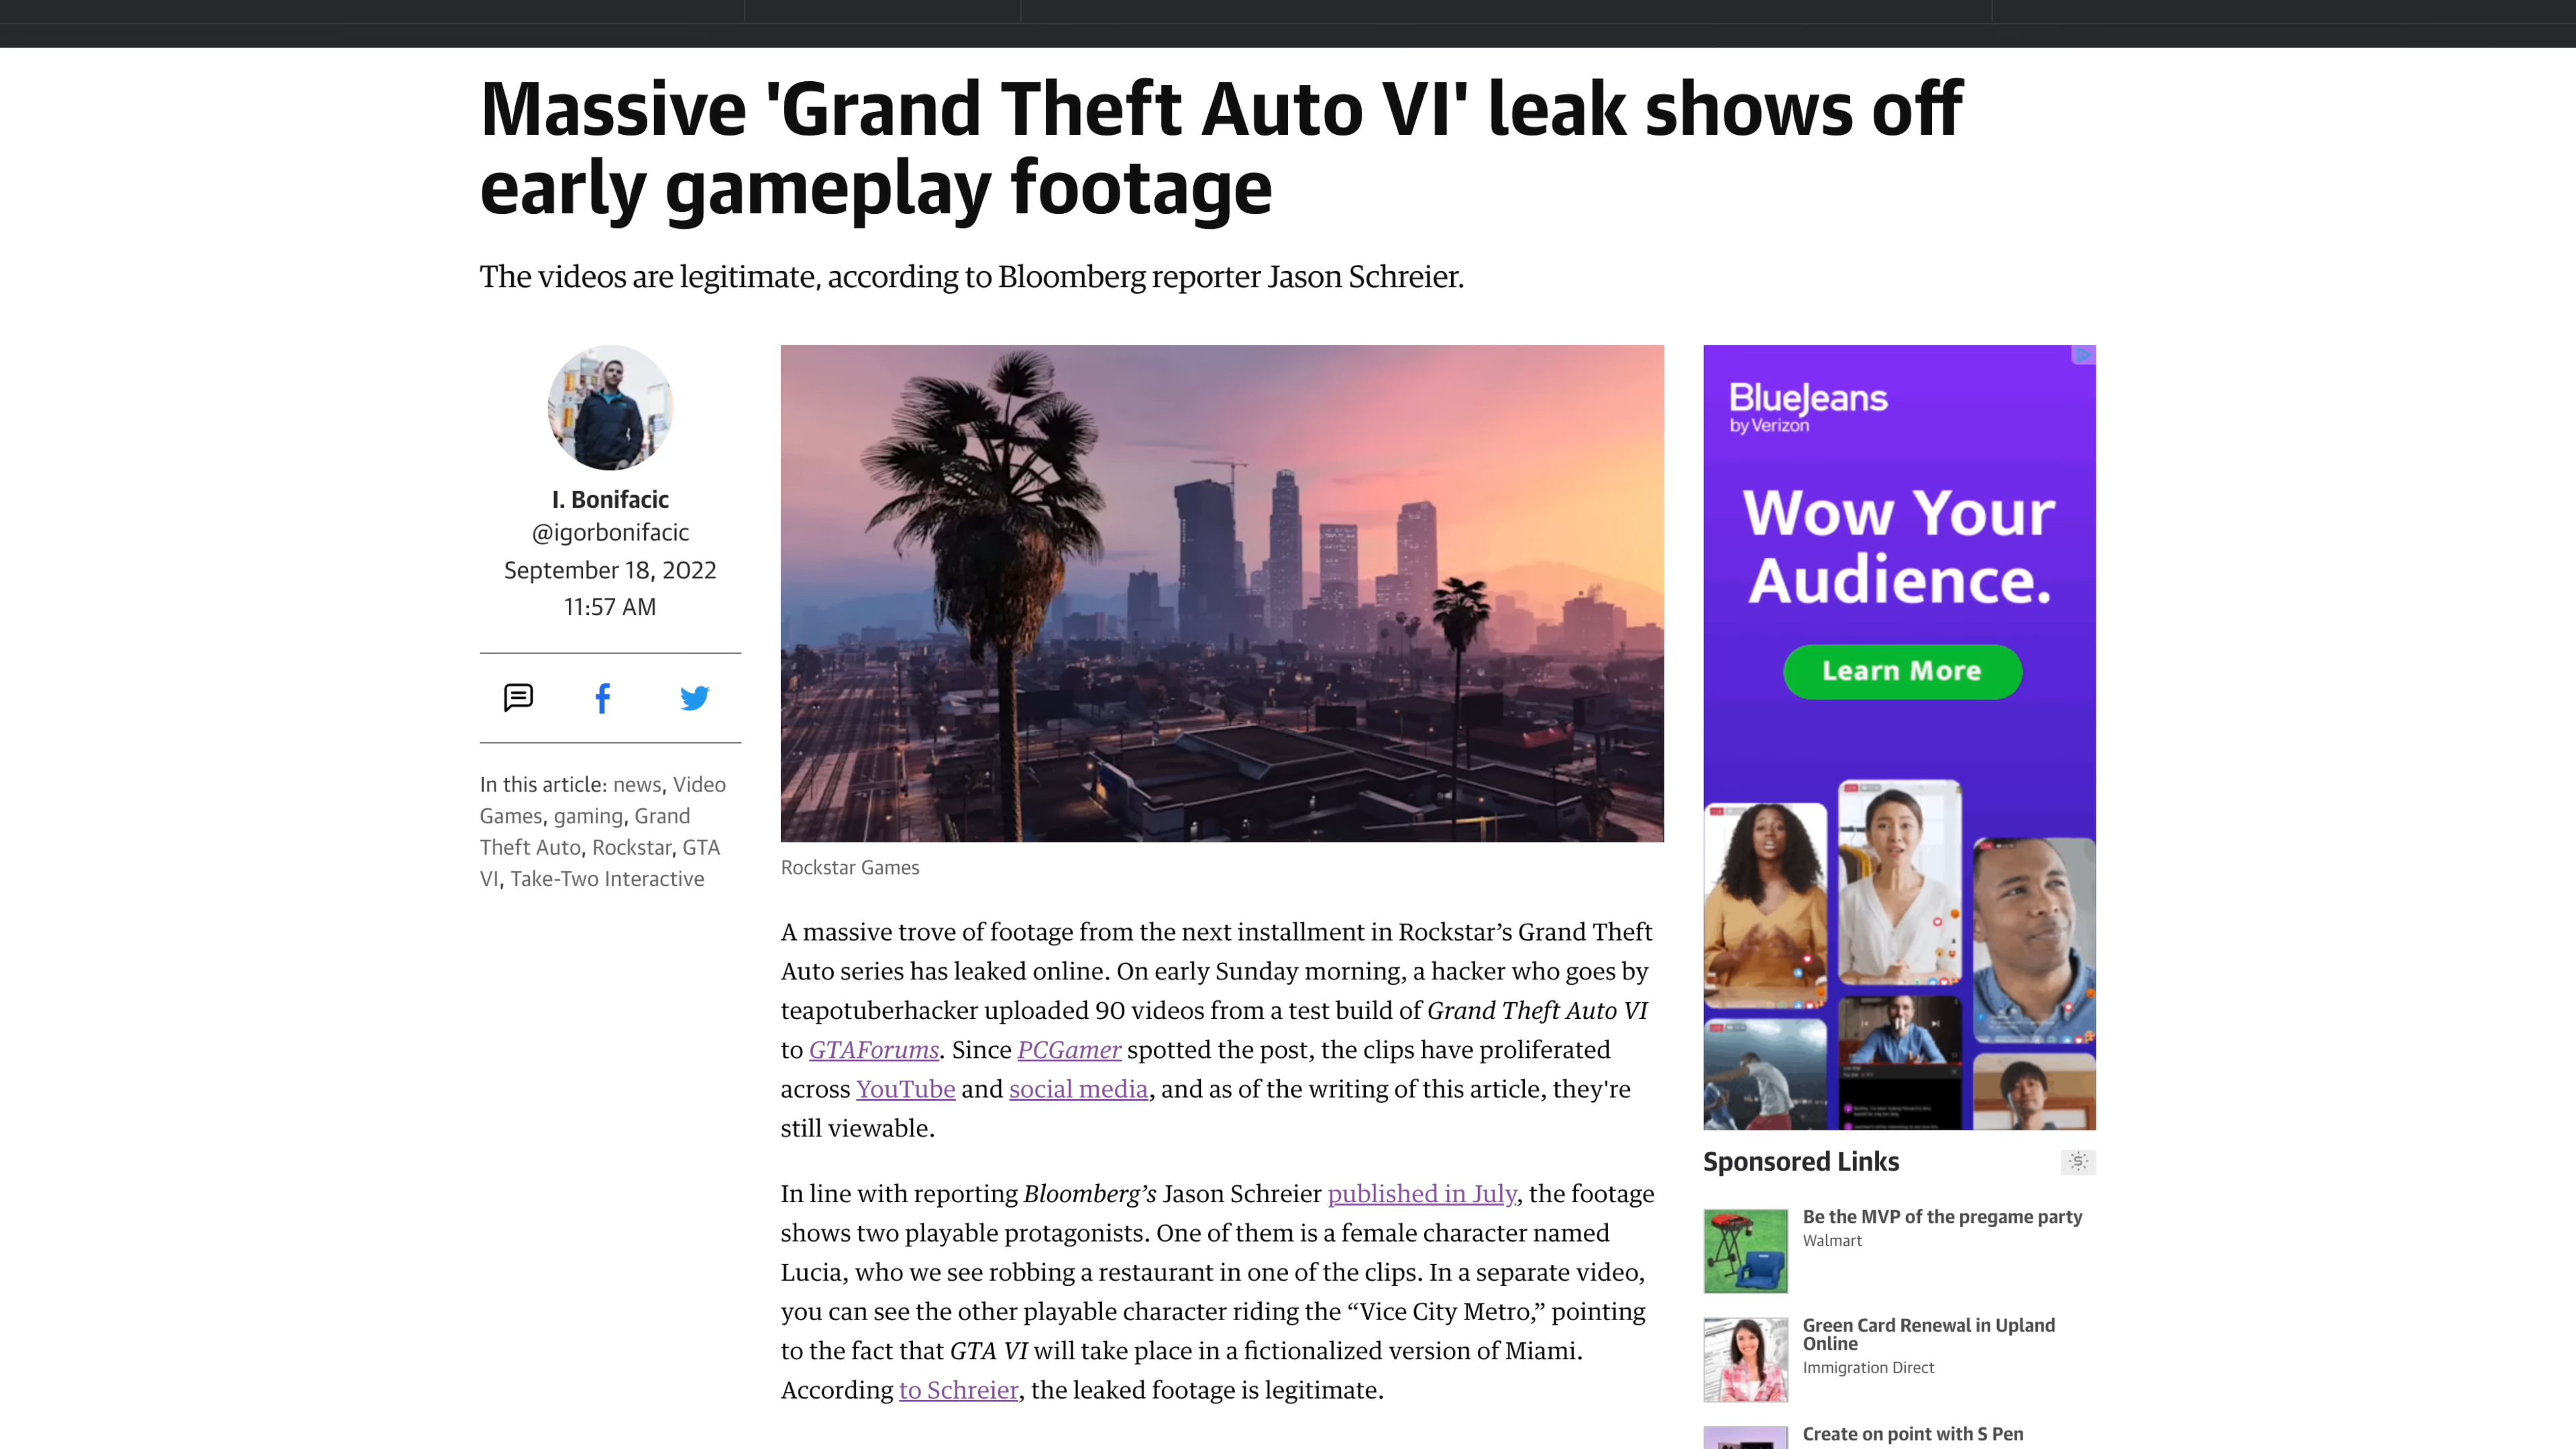 Massive 'Grand Theft Auto VI' leak shows off
early gameplay footage
The videos are legitimate, according to Bloomberg reporter Jason Schreier.
I. Bonifacic
@igorbonifacic
September 18, 2022
11:57 AM
In this article: news, Video
Games, gaming, Grand
Theft Auto, Rockstar, GTA
VI, Take-Two Interactive
Rockstar Games
A massive trove of footage from the next installment in Rockstar’s Grand Theft
Auto series has leaked online. On early Sunday morning, a hacker who goes by
teapotuberhacker uploaded 90 videos from a test build of Grand Theft Auto VI
to GTAForums. Since PCGamer spotted the post, the clips have proliferated
across YouTube and social media, and as of the writing of this article, they're
still viewable.
In line with reporting Bloomberg’s Jason Schreier published in July, the footage
shows two playable protagonists. One of them is a female character named
Lucia, who we see robbing a restaurant in one of the clips. In a separate video,
you can see the other playable character riding the “Vice City Metro,” pointing
to the fact that GTA VI will take place in a fictionalized version of Miami.
According to Schreier, the leaked footage is legitimate.
BlueJeans
by Verizon
Wow Your
Audience.
Learn More
Sponsored Links
Be the MVP of the pregame party
Walmart
Green Card Renewal in Upland
Online
Immigration Direct
Create on point with S Pen